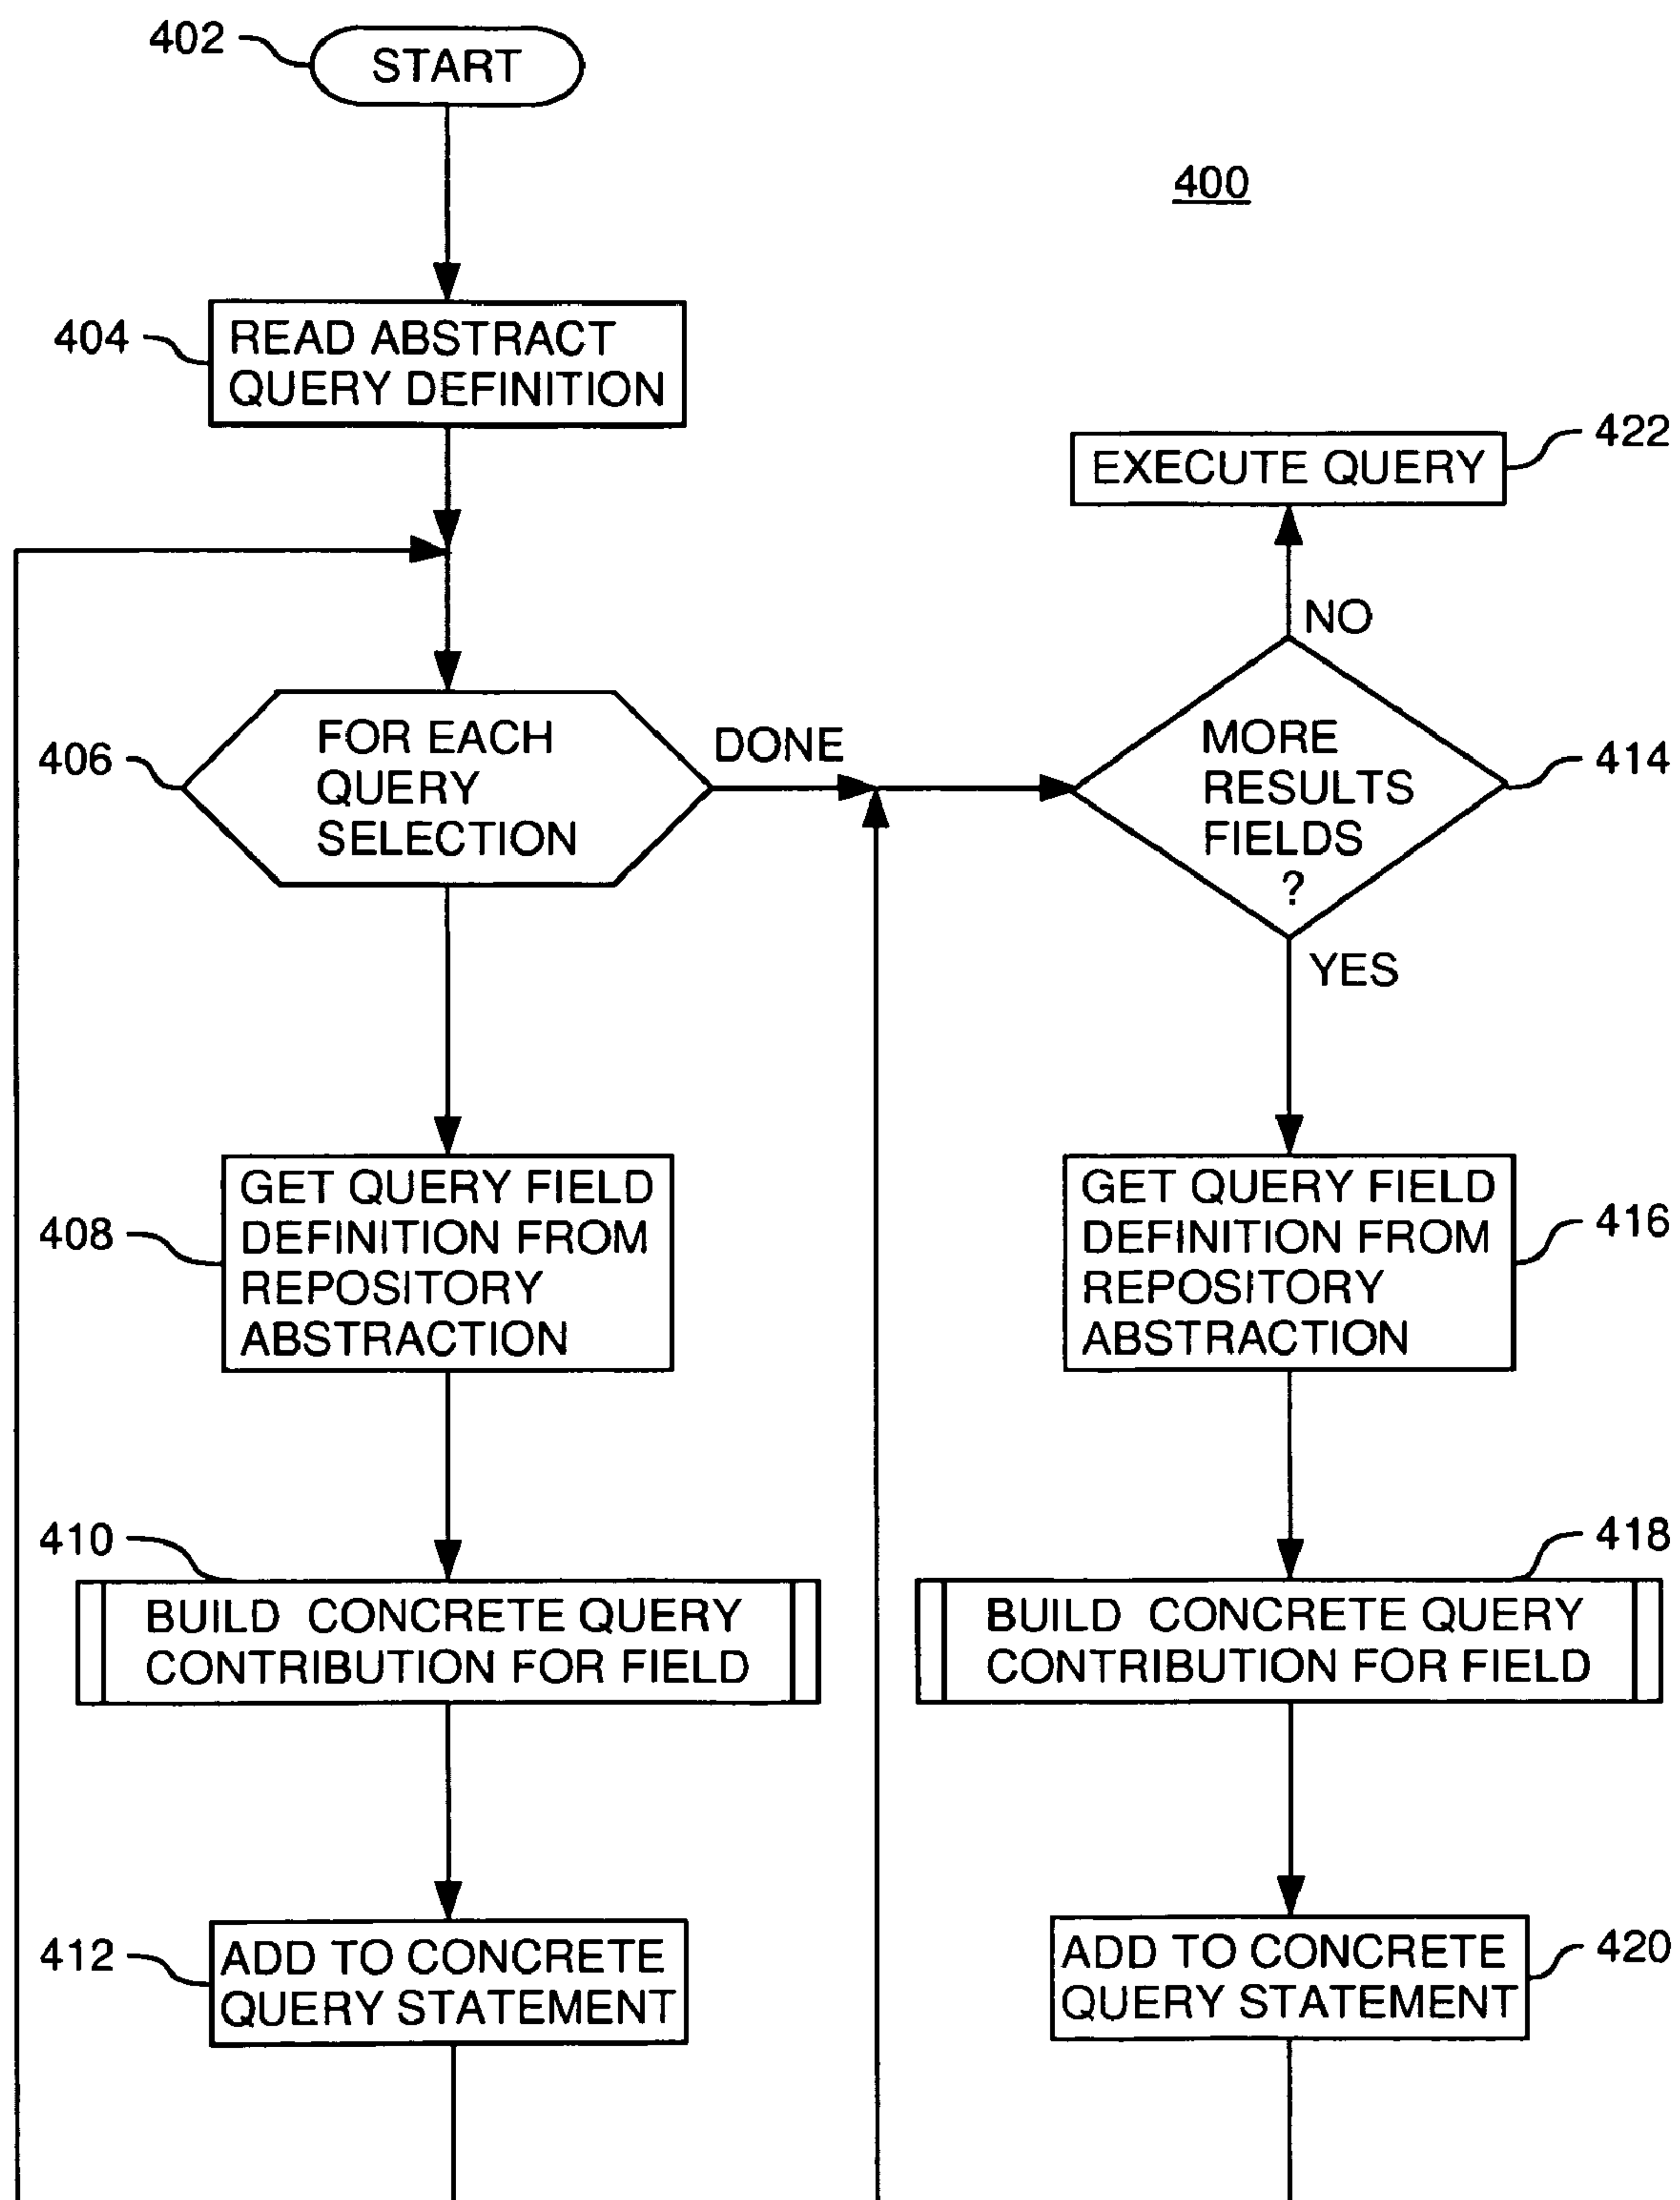 402
START
400
404
READ ABSTRACT
QUERY DEFINITION
422
EXECUTE QUERY
NO
406
FOR EACH
QUERY
SELECTION
DONE
MORE
RESULTS
FIELDS
?
414
YES
408
GET QUERY FIELD
DEFINITION FROM
REPOSITORY
ABSTRACTION
GET QUERY FIELD
DEFINITION FROM
REPOSITORY
ABSTRACTION
416
410
BUILD CONCRETE QUERY
CONTRIBUTION FOR FIELD
418
BUILD CONCRETE QUERY
CONTRIBUTION FOR FIELD
412
ADD TO CONCRETE
QUERY STATEMENT
ADD TO CONCRETE
QUERY STATEMENT
420